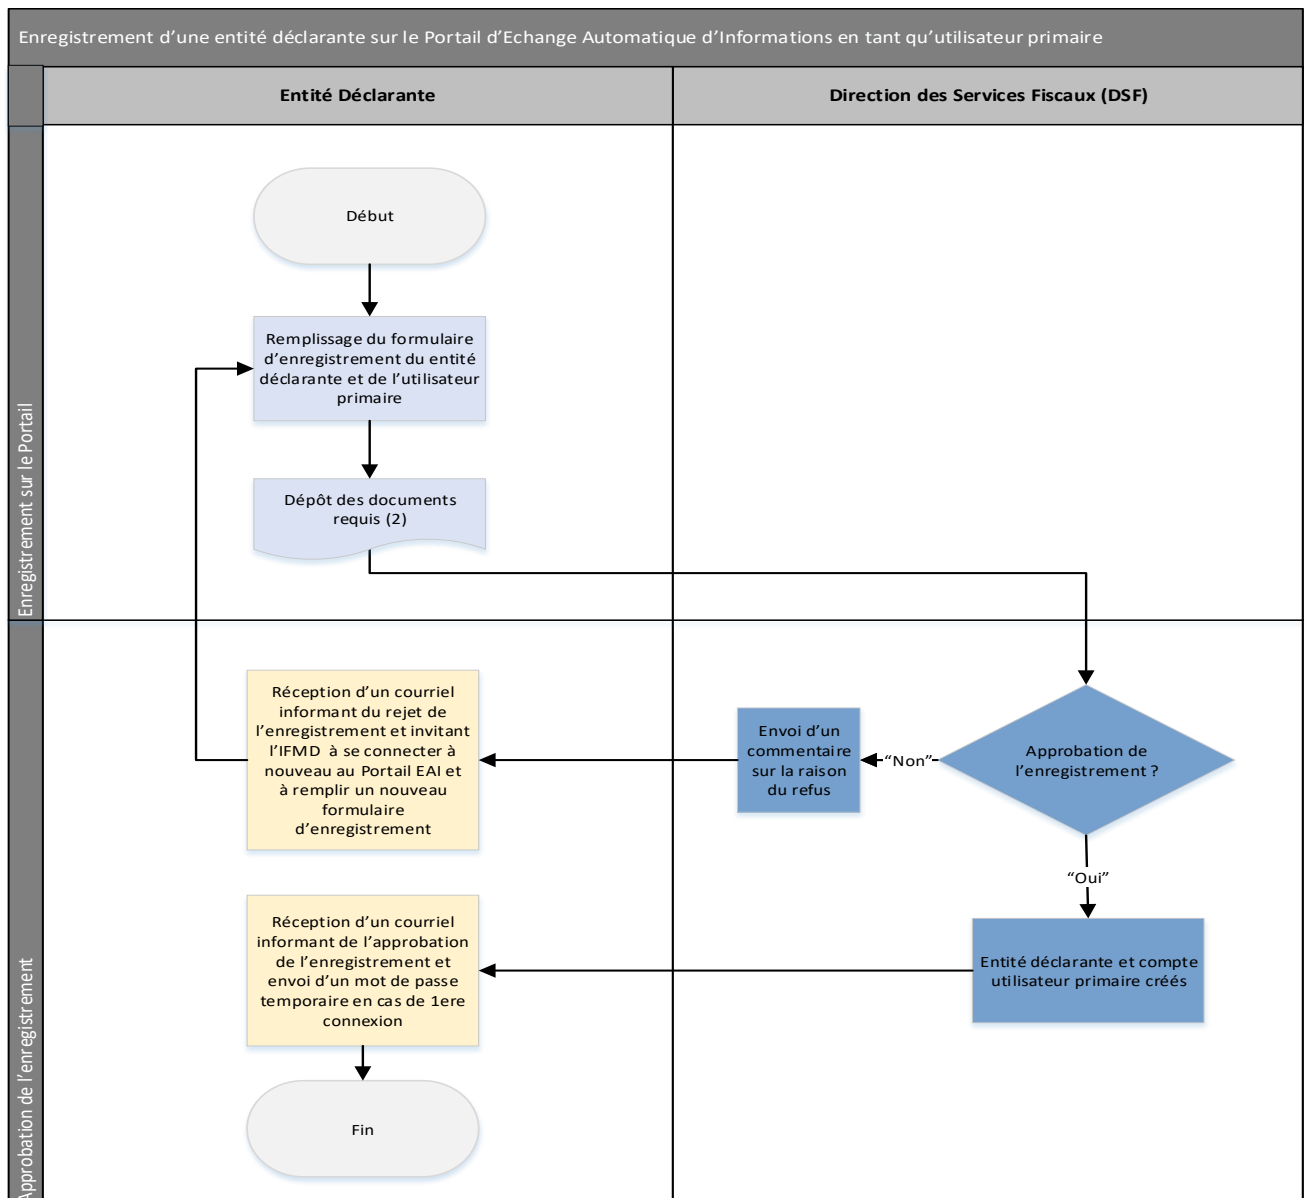 Enregistrement d’une entité déclarante sur le Portail d’Echange Automatique d’Informations en tant qu’utilisateur primaire
Entité Déclarante
Direction des Services Fiscaux (DSF)
Enregistrement sur le Portail
Début
Remplissage du formulaire
d’enregistrement du entité
déclarante et de l’utilisateur
primaire
Dépôt des documents
requis (2)
Approbation de l’enregistrement
Réception d’un courriel
informant du rejet de
l’enregistrement et invitant
l’IFMD à se connecter à
nouveau au Portail EAI et
à remplir un nouveau
formulaire
d’enregistrement
Envoi d’un
commentaire
sur la raison
du refus
“Non”
Approbation de
l’enregistrement ?
“Oui”
Réception d’un courriel
informant de l’approbation
de l’enregistrement et
envoi d’un mot de passe
temporaire en cas de 1ere
connexion
Entité déclarante et compte
utilisateur primaire créés
Fin